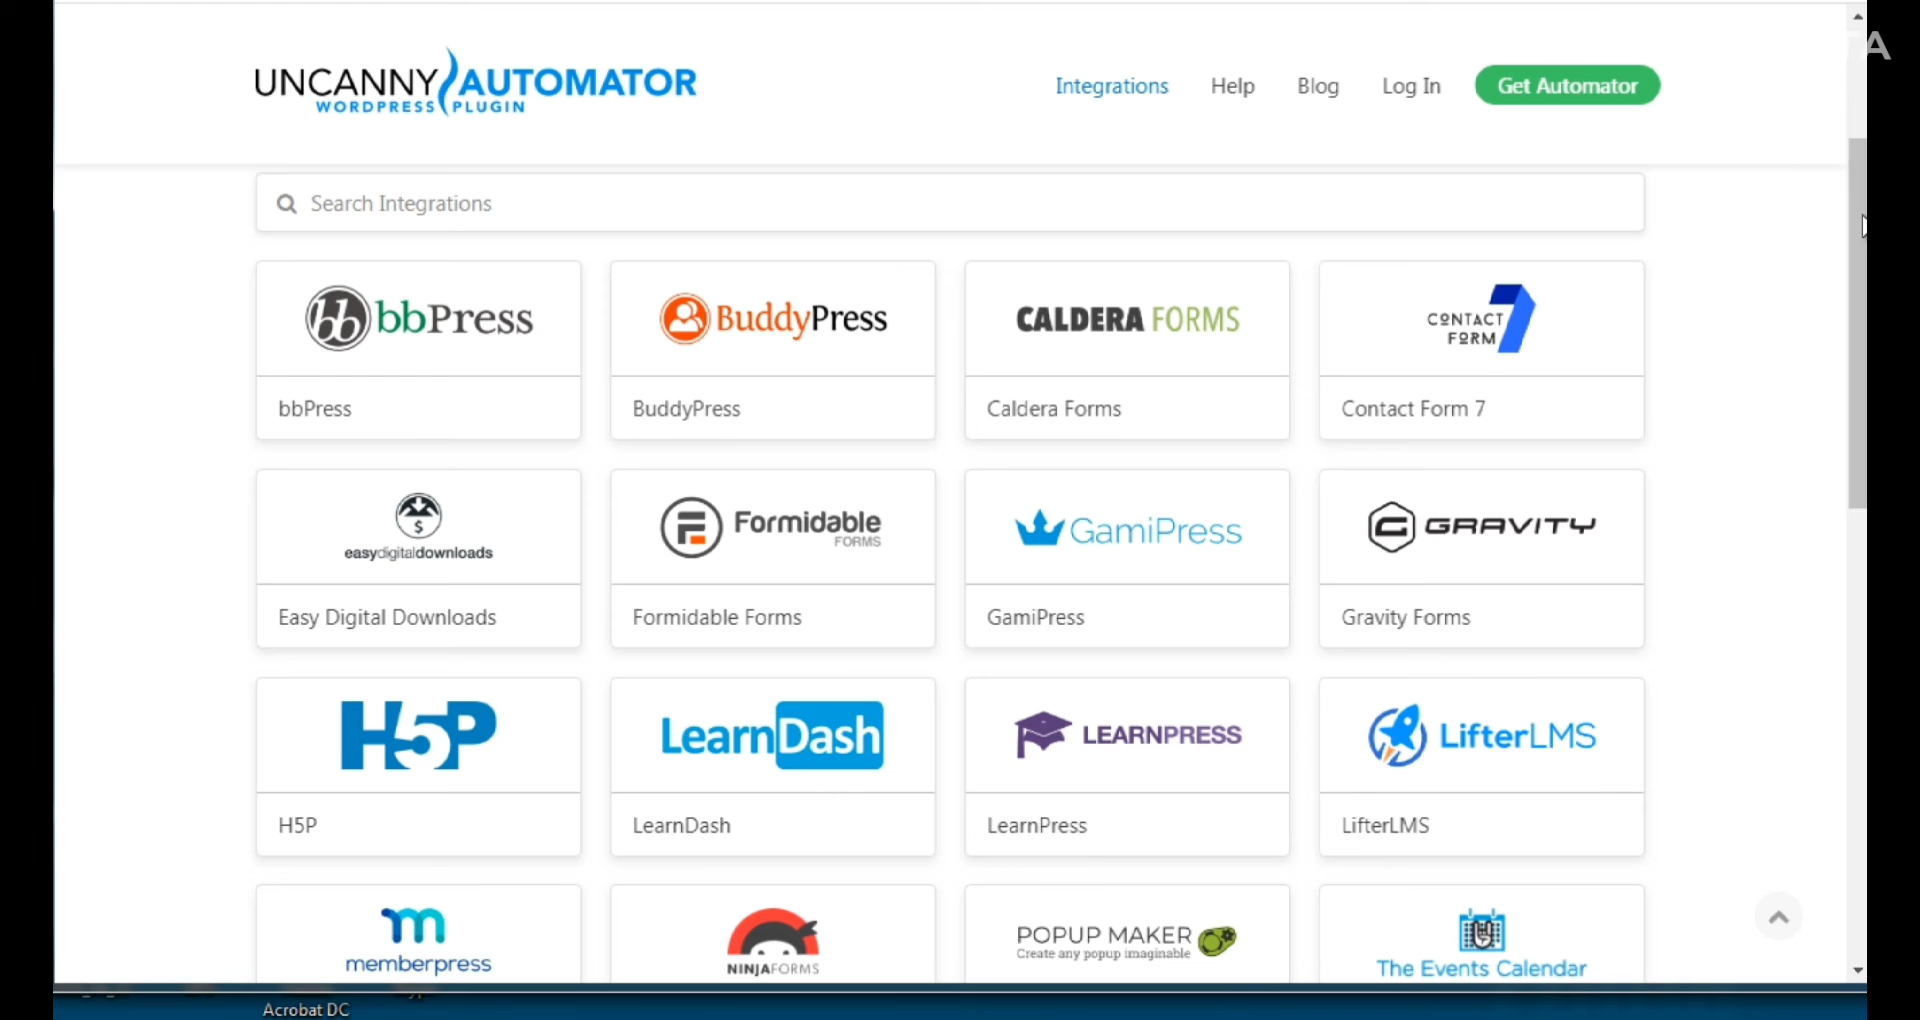 UNCANNY AUTOMATOR
WORDPRESS PLUGIN
Integrations
Help
Blog
Log In
Get Automator
Search Integrations
bb bbPress
BuddyPress
CALDERA FORMS
CONTACT FORM 7
bbPress
BuddyPress
Caldera Forms
Contact Form 7
$
easydigitaldownloads
Formidable
FORMS
GamiPress
GRAVITY
Easy Digital Downloads
Formidable Forms
GamiPress
Gravity Forms
H5P
LearnDash
LEARNPRESS
LifterLMS
H5P
LearnDash
LearnPress
LifterLMS
m
memberpress
NINJAFORMS
POPUP MAKER
Create any popup imaginable
The Events Calendar
Acrobat DC